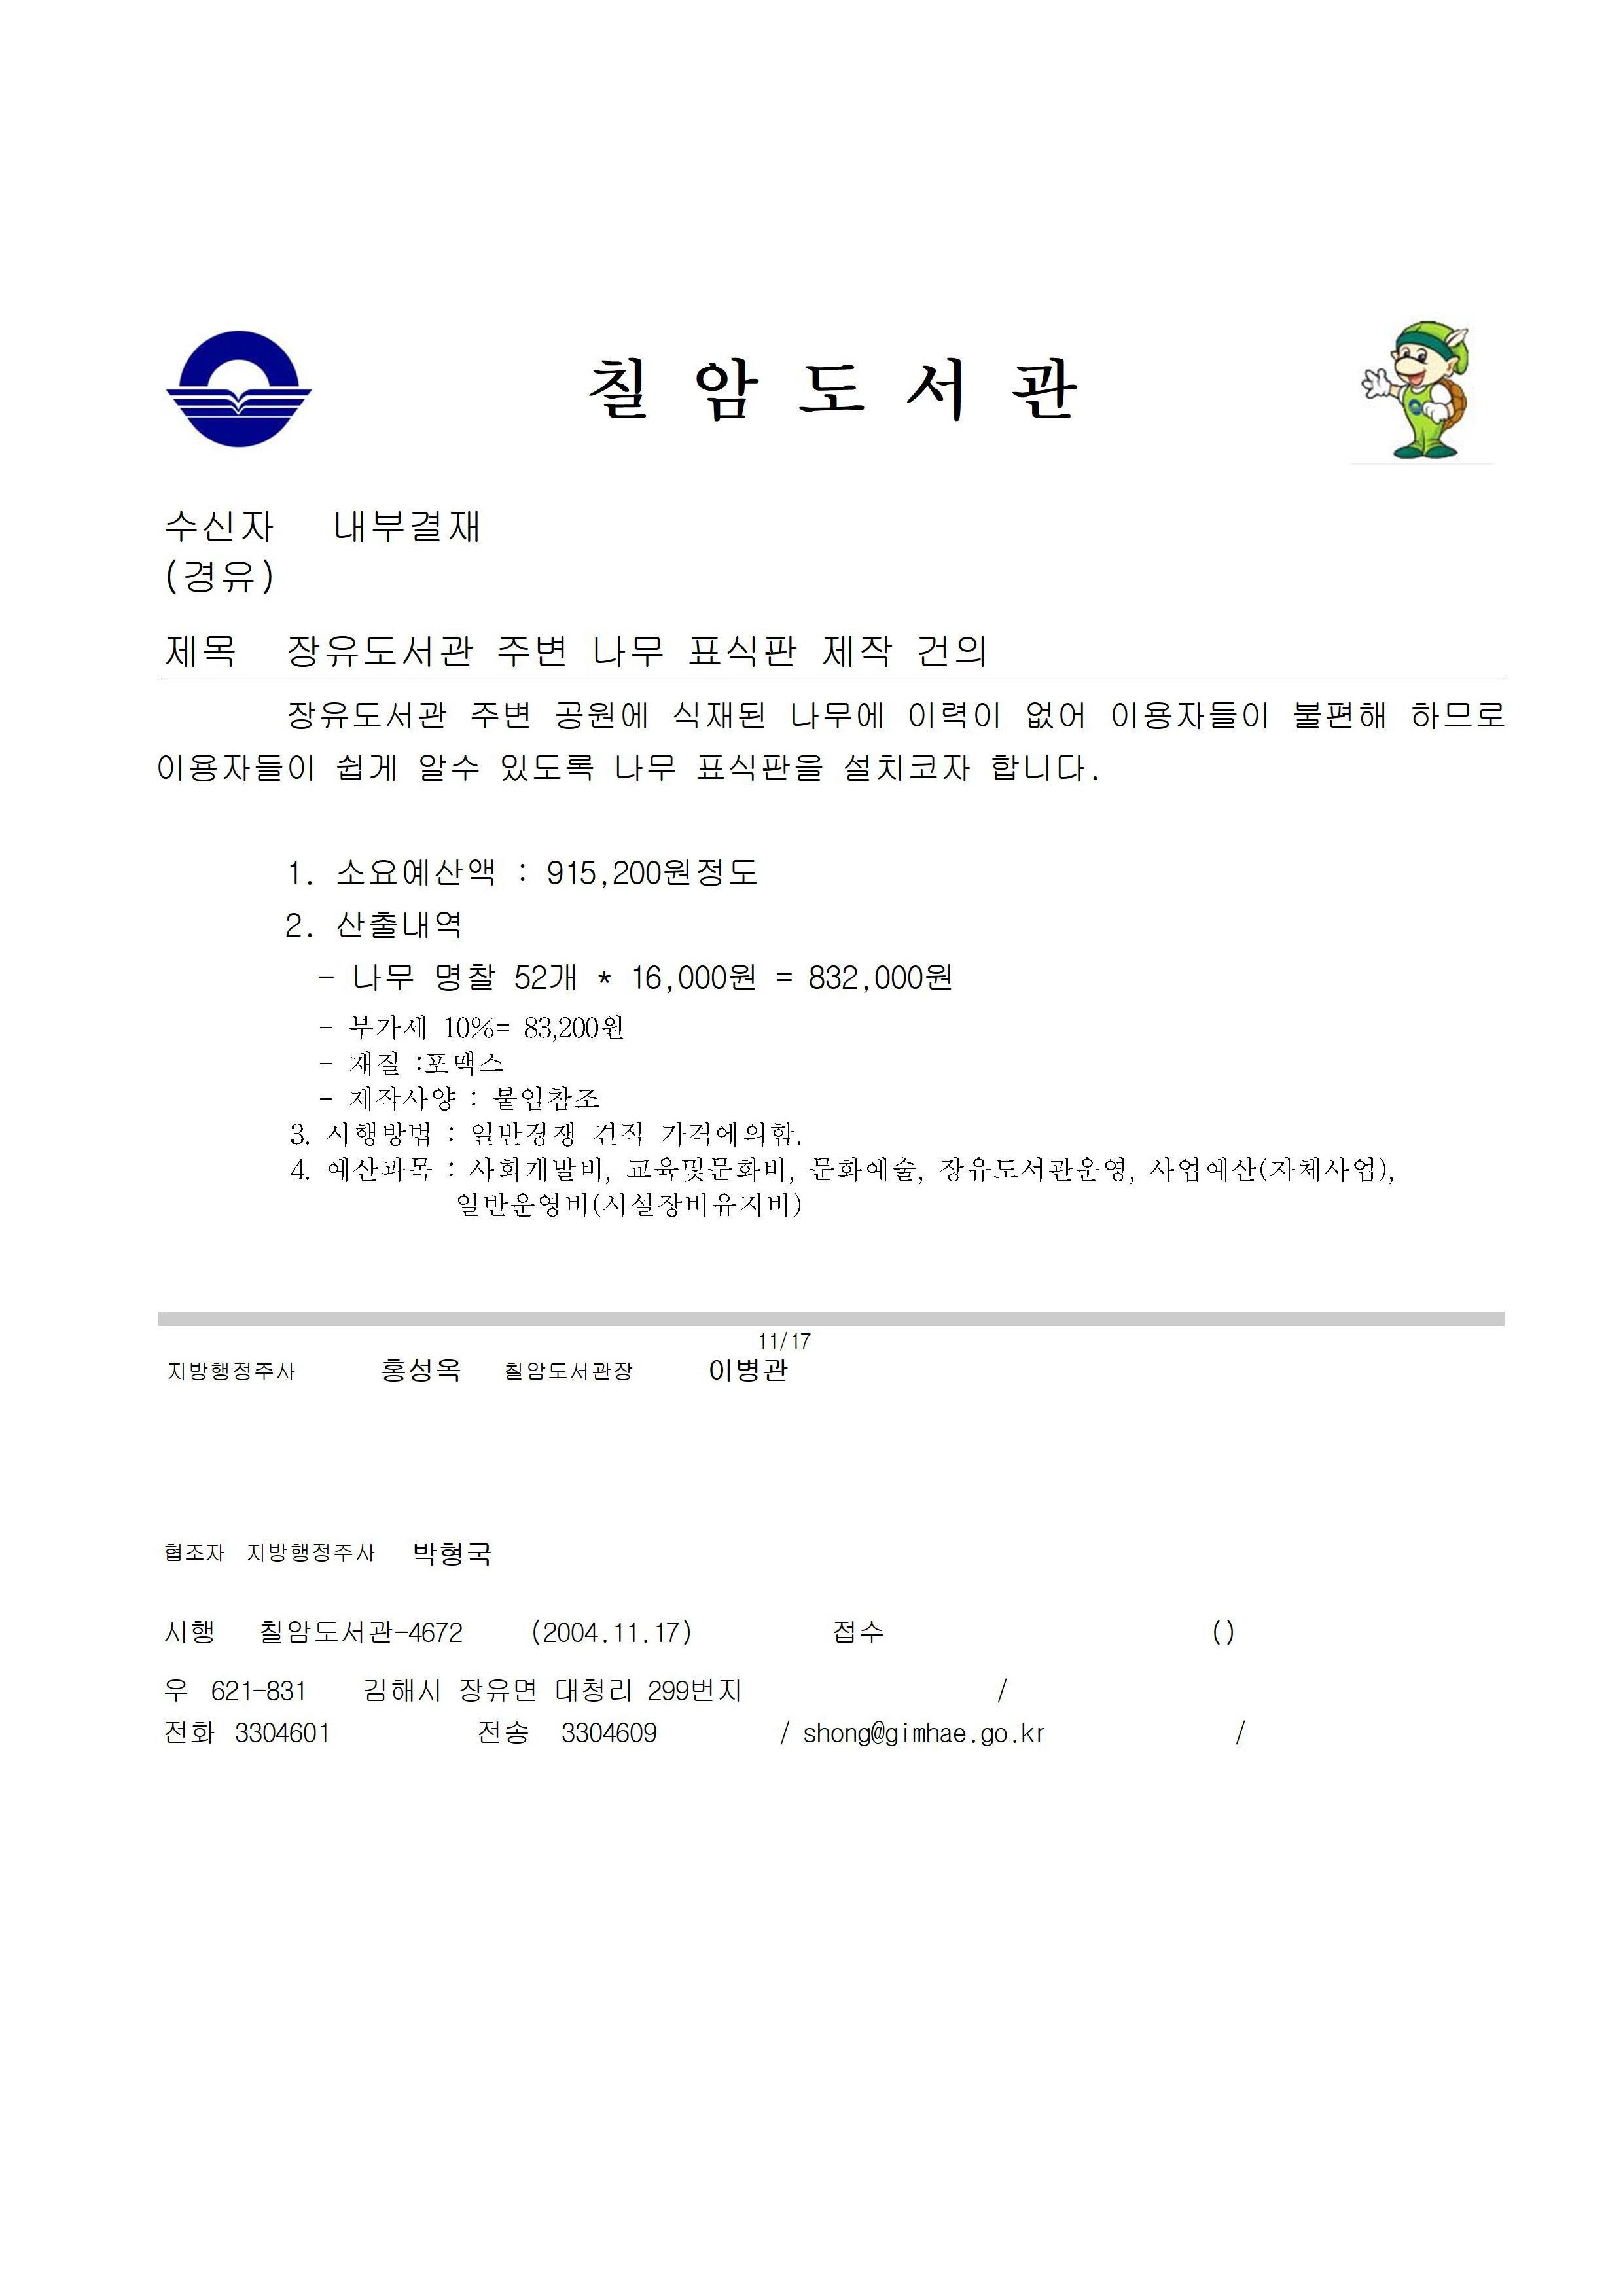 칠 암 도 서 관
수신자 내부결재
(경유)
제목 장유도서관 주변 나무 표식판 제작 건의
장유도서관 주변 공원에 식재된 나무에 이력이 없어 이용자들이 불편해 하므로
이용자들이 쉽게 알수 있도록 나무 표식판을 설치코자 합니다.
1. 소요예산액 : 915,200원정도
2. 산출내역
- 나무 명찰 52개 * 16,000원 = 832,000원
- 부가세 10%= 83,200원
- 재질 :포맥스
- 제작사양 : 붙임참조
3. 시행방법 : 일반경쟁 견적 가격에의함.
4. 예산과목 : 사회개발비, 교육및문화비, 문화예술, 장유도서관운영, 사업예산(자체사업),
일반운영비(시설장비유지비)
11/17
지방행정주사 홍성옥 칠암도서관장 이병관
협조자 지방행정주사 박형국
시행 칠암도서관-4672 (2004.11.17) 접수 ()
우 621-831 김해시 장유면 대청리 299번지 /
전화 3304601 전송 3304609 / shong@gimhae.go.kr /